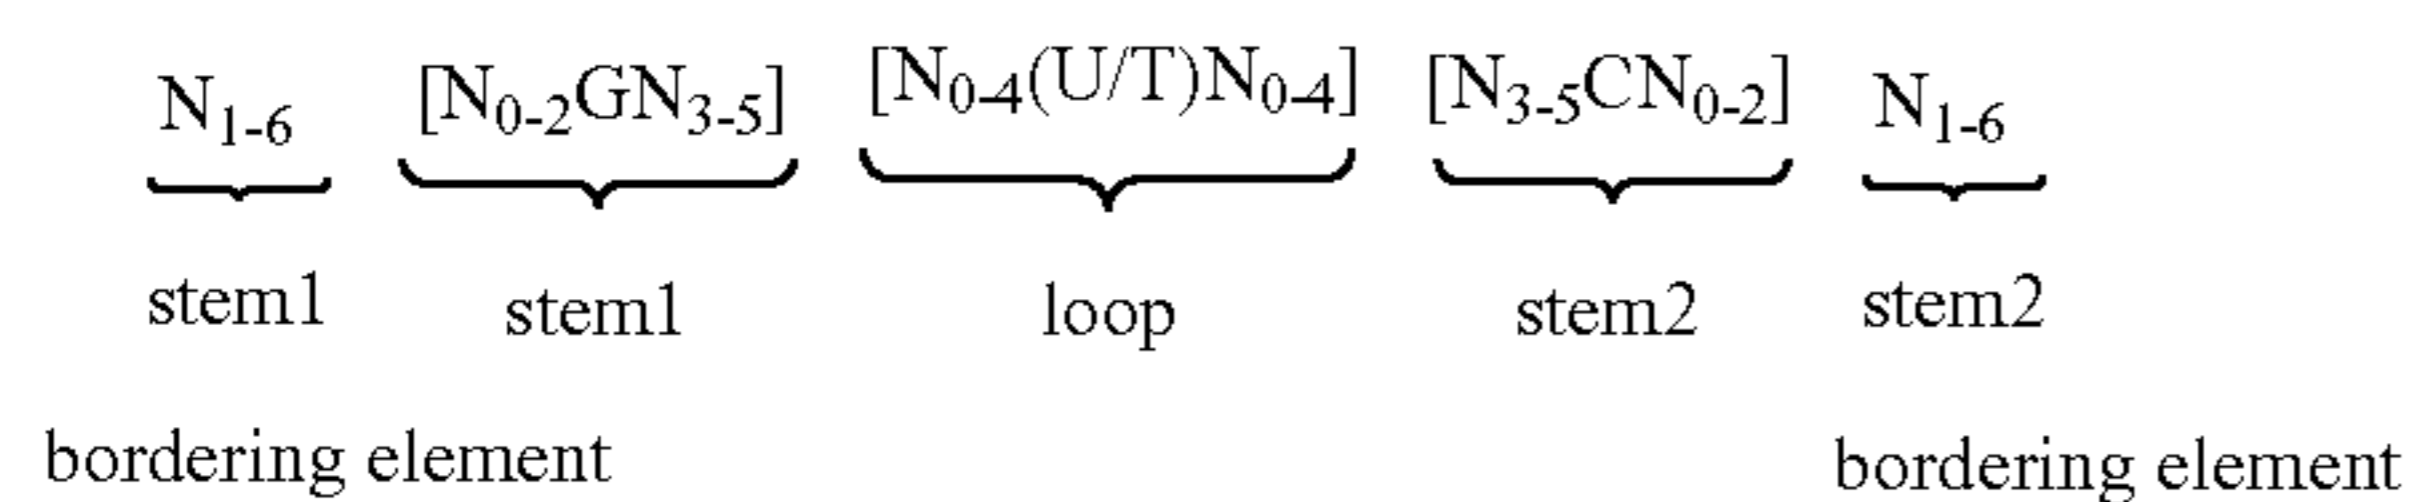 N1-6 [N0-2GN3-5] [N0-4(U/T)N0-4] [N3-5CN0-2] N1-6
stem1 stem1 loop stem2 stem2
bordering element bordering element